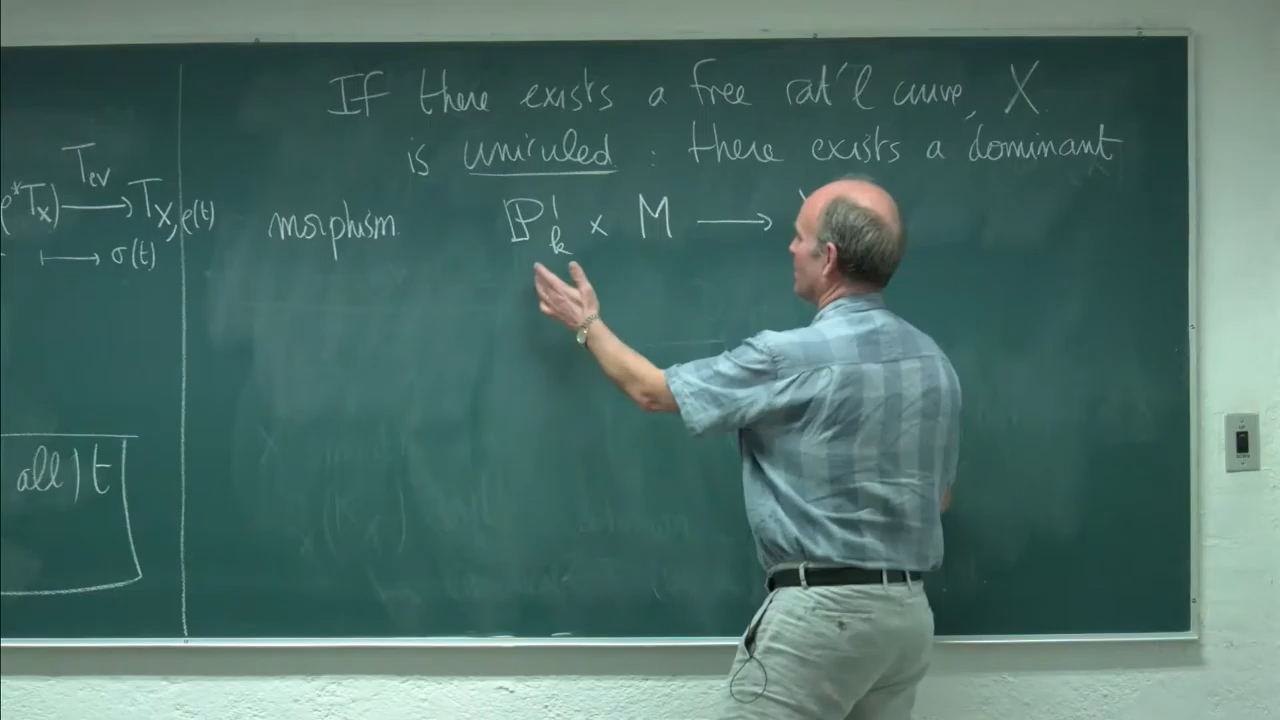 T_ev
e*T_X) → T_X,ρ(t)
↦ σ(t)
all) t
If there exists a free rat'l curve, X
is uniruled : there exists a dominant
morphism P¹_k × M →